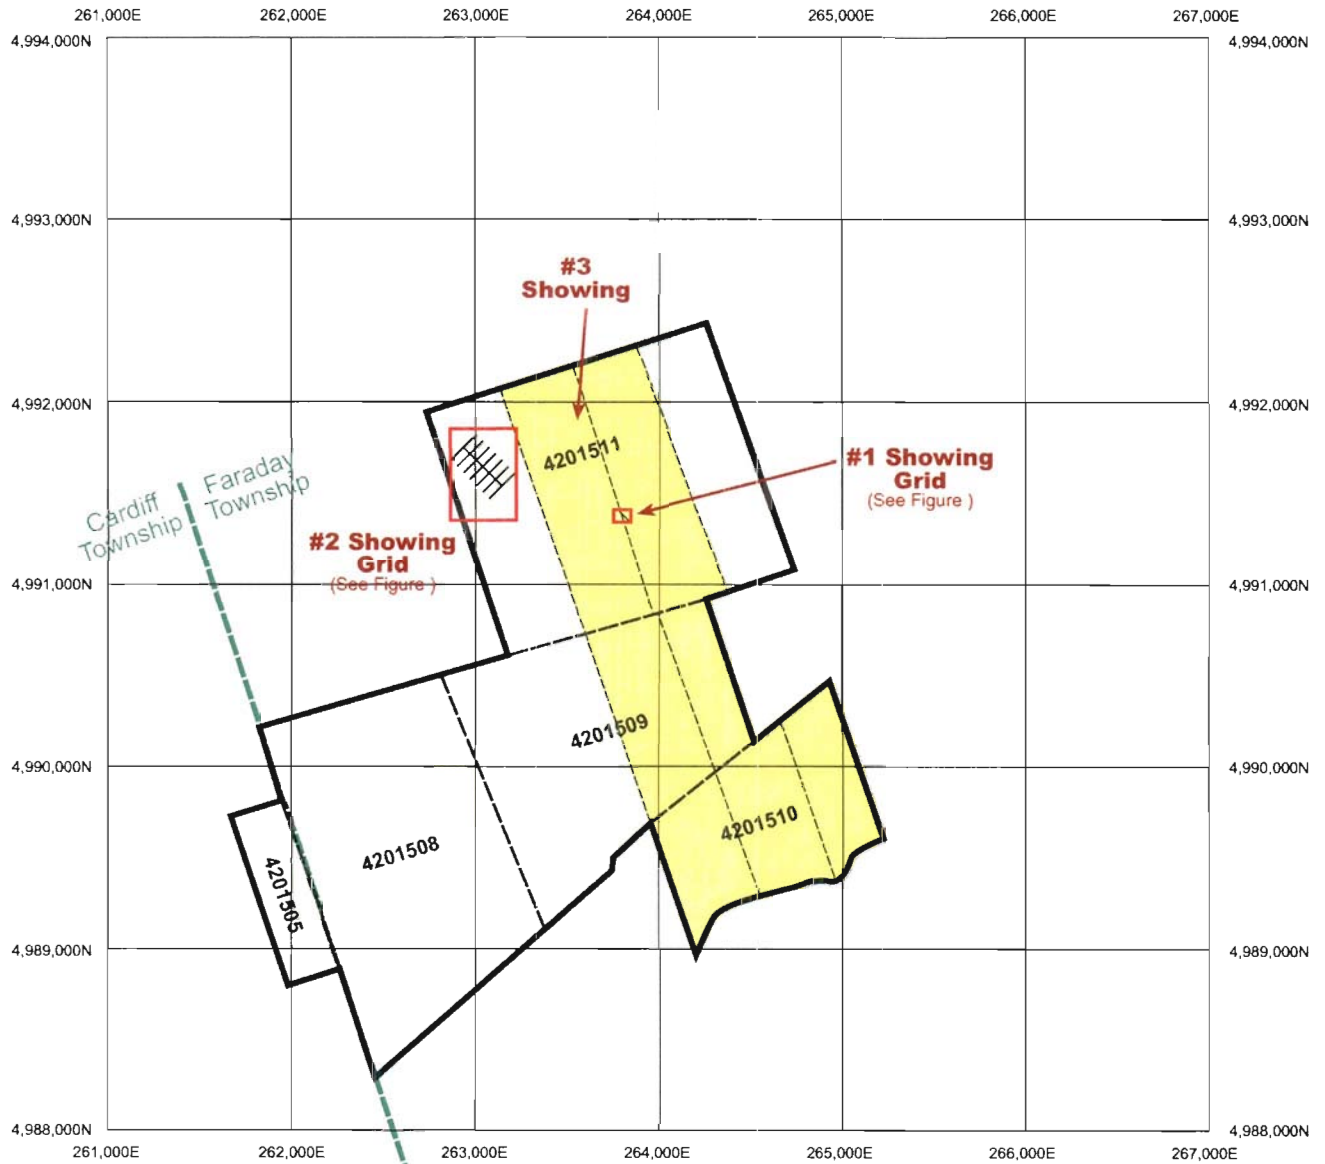 261,000E 262,000E 263,000E 264,000E 265,000E 266,000E 267,000E
4,994,000N 4,994,000N
4,993,000N 4,993,000N
#3
Showing
4,992,000N 4,992,000N
4201511
#1 Showing
Grid
(See Figure )
Faraday
Township
Cardiff
Township
#2 Showing
Grid
(See Figure )
4,991,000N 4,991,000N
4201509
4,990,000N 4,990,000N
4201510
4201508
4201505
4,989,000N 4,989,000N
4,988,000N 4,988,000N
261,000E 262,000E 263,000E 264,000E 265,000E 266,000E 267,000E